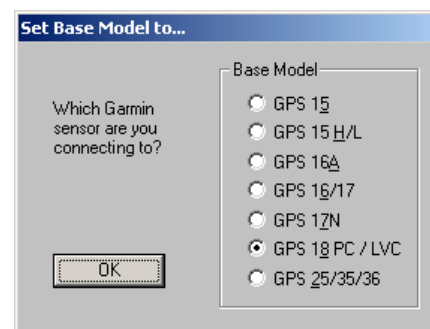 Set Base Model to...
Which Garmin
sensor are you
connecting to?
OK
Base Model
GPS 15
GPS 15 H/L
GPS 16A
GPS 16/17
GPS 17N
GPS 18 PC / LVC
GPS 25/35/36